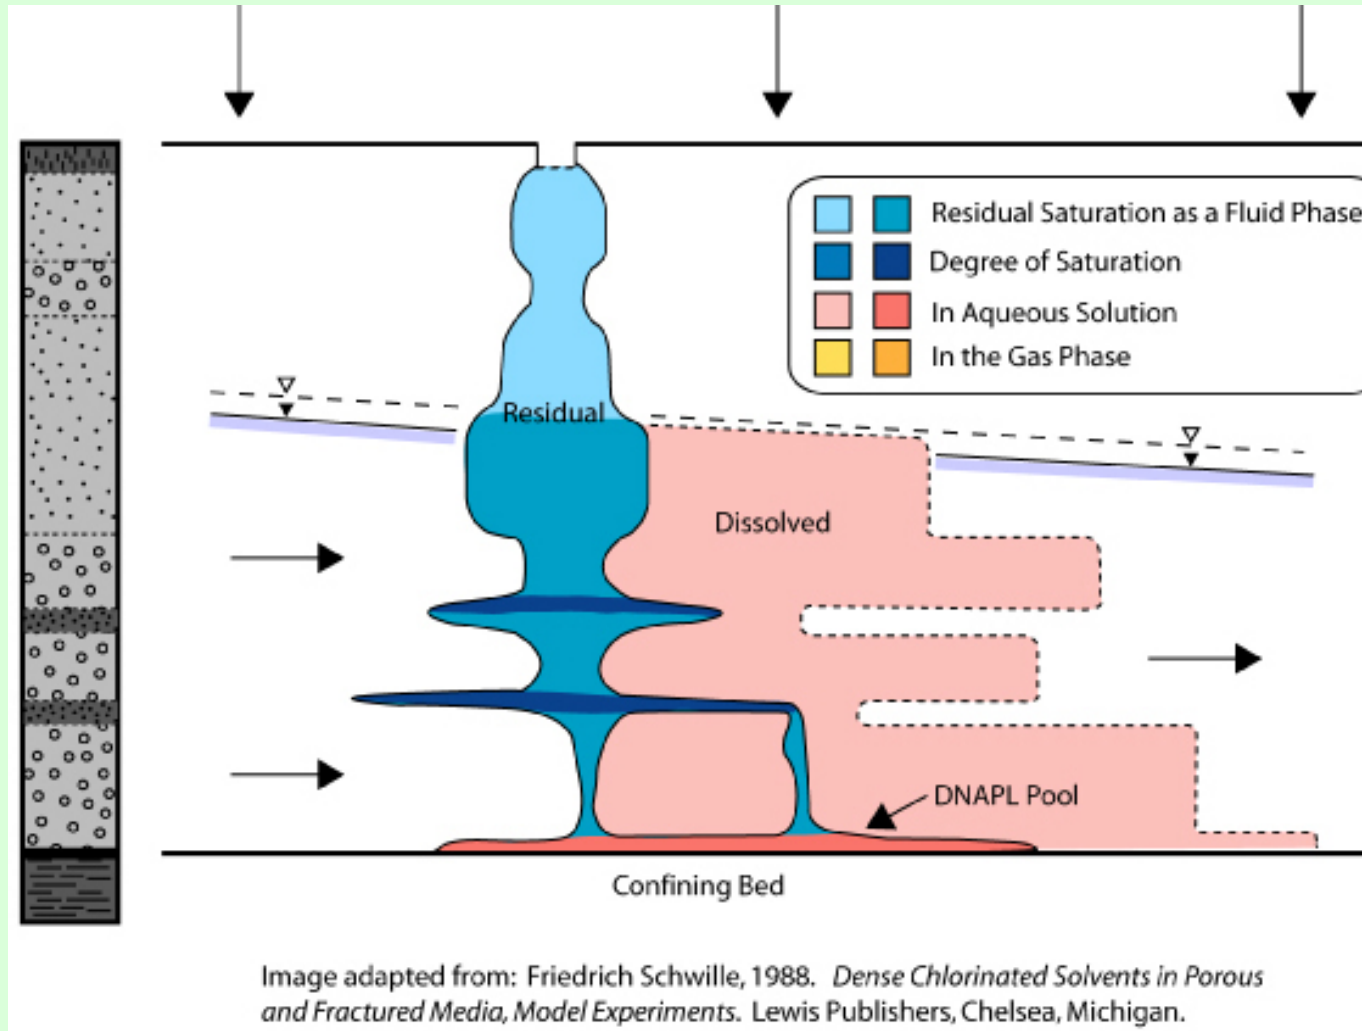 Residual Saturation as a Fluid Phase
Degree of Saturation
In Aqueous Solution
In the Gas Phase
Residual
Dissolved
DNAPL Pool
Confining Bed
Image adapted from: Friedrich Schwille, 1988. Dense Chlorinated Solvents in Porous
and Fractured Media, Model Experiments. Lewis Publishers, Chelsea, Michigan.